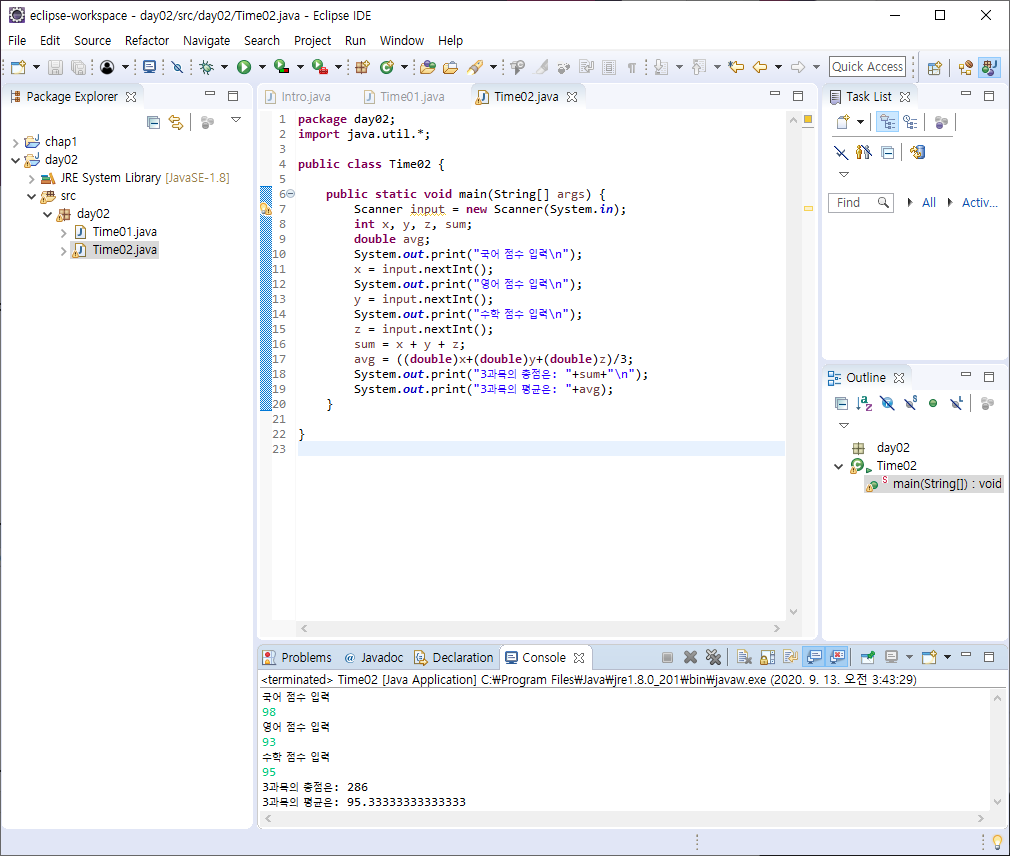 eclipse-workspace - day02/src/day02/Time02.java - Eclipse IDE
File Edit Source Refactor Navigate Search Project Run Window Help
Quick Access
Package Explorer
chap1
day02
JRE System Library [JavaSE-1.8]
src
day02
Time01.java
Time02.java
Intro.java Time01.java Time02.java
1 package day02;
2 import java.util.*;
3
4 public class Time02 {
5
6 public static void main(String[] args) {
7 Scanner input = new Scanner(System.in);
8 int x, y, z, sum;
9 double avg;
10 System.out.print("국어 점수 입력\n");
11 x = input.nextInt();
12 System.out.print("영어 점수 입력\n");
13 y = input.nextInt();
14 System.out.print("수학 점수 입력\n");
15 z = input.nextInt();
16 sum = x + y + z;
17 avg = ((double)x+(double)y+(double)z)/3;
18 System.out.print("3과목의 총점은: "+sum+"\n");
19 System.out.print("3과목의 평균은: "+avg);
20 }
21
22 }
23
Task List
Find All Activ...
Outline
day02
Time02
main(String[]) : void
Problems Javadoc Declaration Console
<terminated> Time02 [Java Application] C:₩Program Files₩Java₩jre1.8.0_201₩bin₩javaw.exe (2020. 9. 13. 오전 3:43:29)
국어 점수 입력
98
영어 점수 입력
93
수학 점수 입력
95
3과목의 총점은: 286
3과목의 평균은: 95.33333333333333